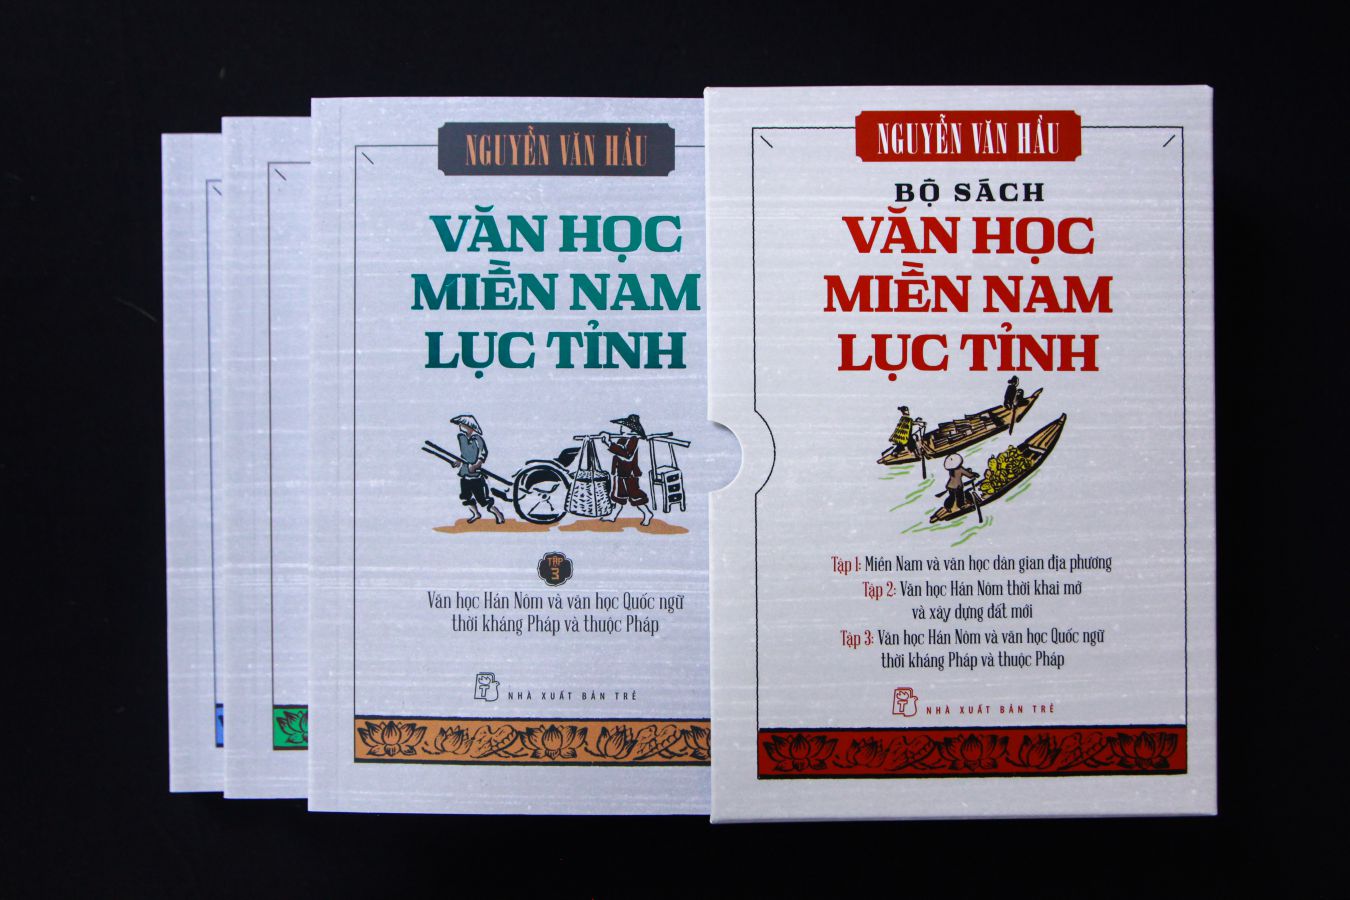 NGUYỄN VĂN HẦU
VĂN HỌC
MIỀN NAM
LỤC TỈNH
TẬP
3
Văn học Hán Nôm và văn học Quốc ngữ
thời kháng Pháp và thuộc Pháp
NHÀ XUẤT BẢN TRẺ
NGUYỄN VĂN HẦU
BỘ SÁCH
VĂN HỌC
MIỀN NAM
LỤC TỈNH
Tập 1: Miền Nam và văn học dân gian địa phương
Tập 2: Văn học Hán Nôm thời khai mở
và xây dựng đất mới
Tập 3: Văn học Hán Nôm và văn học Quốc ngữ
thời kháng Pháp và thuộc Pháp
NHÀ XUẤT BẢN TRẺ